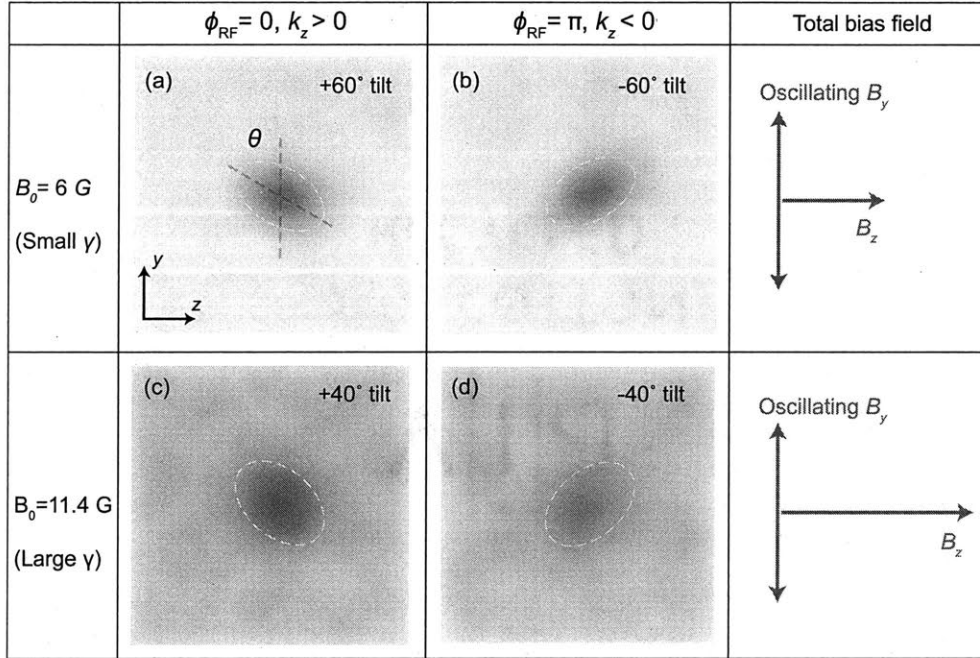 ϕRF = 0, kz > 0
ϕRF = π, kz < 0
Total bias field
B0 = 6 G
(Small γ)
(a)
+60˚ tilt
θ
y
z
(b)
-60˚ tilt
Oscillating By
Bz
B0=11.4 G
(Large γ)
(c)
+40˚ tilt
(d)
-40˚ tilt
Oscillating By
Bz